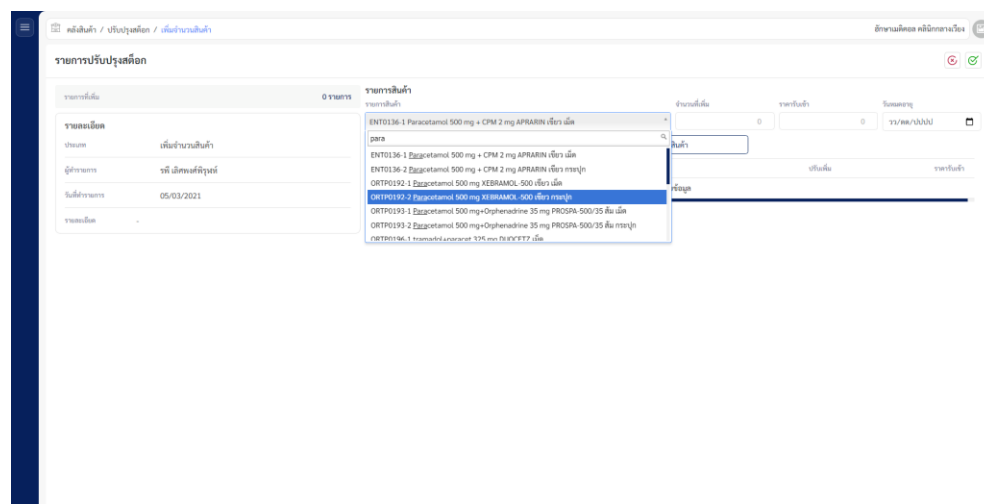 คลังสินค้า / ปรับปรุงสต็อก / เพิ่มจำนวนสินค้า
รักษาเมดิคอล คลินิกกลางเวียง
รายการปรับปรุงสต็อก
รายการที่เพิ่ม 0 รายการ
รายละเอียด
ประเภท เพิ่มจำนวนสินค้า
ผู้ทำรายการ
วันที่ทำรายการ 05/03/2021
รายละเอียด -
รายการสินค้า
รายการสินค้า จำนวนที่เพิ่ม ราคารับเข้า วันหมดอายุ
ENT0136-1 Paracetamol 500 mg + CPM 2 mg APRARIN เขียว เม็ด 0 0 วว/ดด/ปปปป
para
ENT0136-1 Paracetamol 500 mg + CPM 2 mg APRARIN เขียว เม็ด
ENT0136-2 Paracetamol 500 mg + CPM 2 mg APRARIN เขียว กระปุก
ORTP0192-1 Paracetamol 500 mg XEBRAMOL-500 เขียว เม็ด
ORTP0192-2 Paracetamol 500 mg XEBRAMOL-500 เขียว กระปุก
ORTP0193-1 Paracetamol 500 mg+Orphenadrine 35 mg PROSPA-500/35 ส้ม เม็ด
ORTP0193-2 Paracetamol 500 mg+Orphenadrine 35 mg PROSPA-500/35 ส้ม กระปุก
ORTP0196-1 tramadol+paracet 325 mg DUOCETZ เม็ด
สินค้า
ปรับเพิ่ม ราคารับเข้า
ข้อมูล